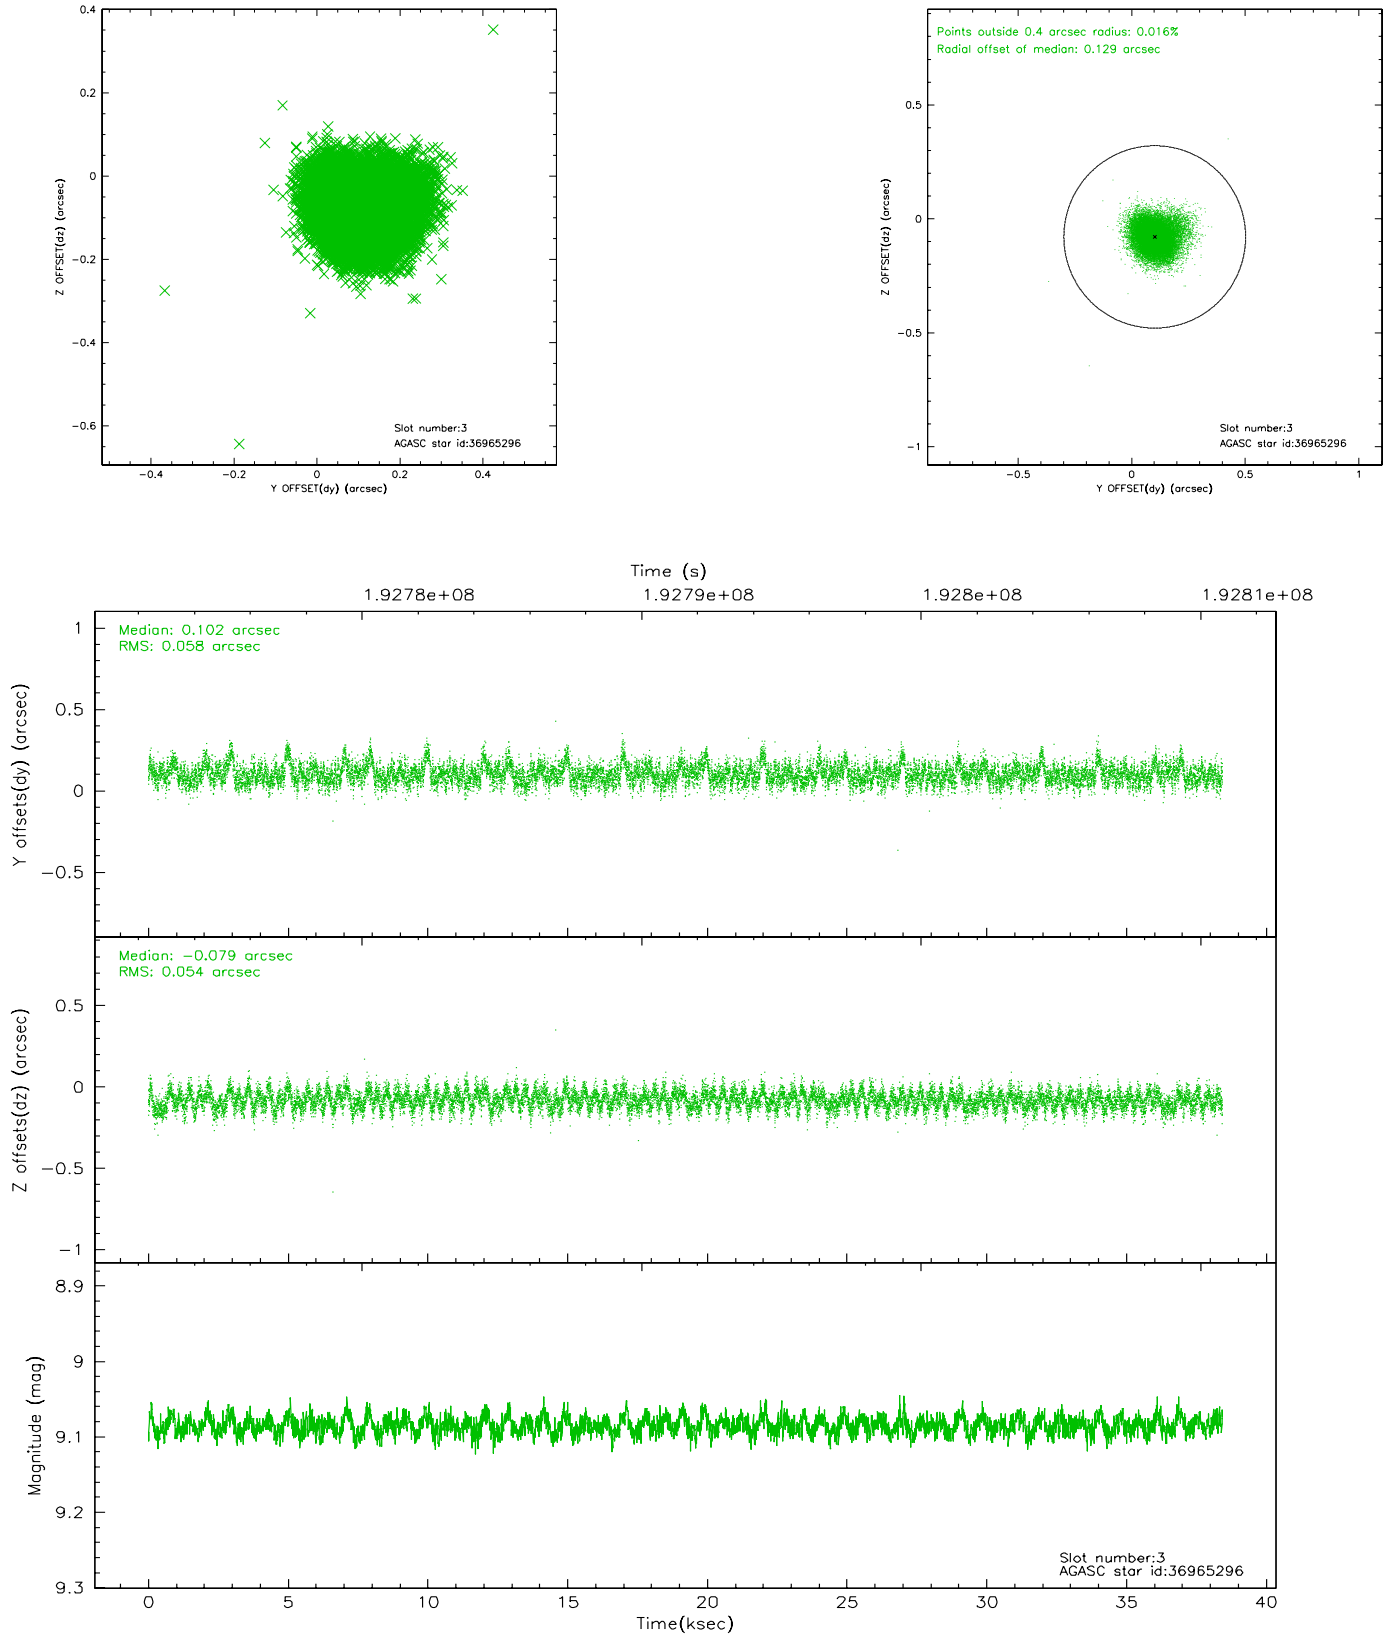 0.4
0.2
0
−0.2
−0.4
−0.6
Z OFFSET(dz) (arcsec)
−0.4
−0.2
0
0.2
0.4
Y OFFSET(dy) (arcsec)
Slot number:3
AGASC star id:36965296
Points outside 0.4 arcsec radius: 0.016%
Radial offset of median: 0.129 arcsec
0.5
0
−0.5
−1
Z OFFSET(dz) (arcsec)
−0.5
0
0.5
1
Y OFFSET(dy) (arcsec)
Slot number:3
AGASC star id:36965296
Time (s)
1.9278e+08
1.9279e+08
1.928e+08
1.9281e+08
Median: 0.102 arcsec
RMS: 0.058 arcsec
1
0.5
0
−0.5
Y offsets(dy) (arcsec)
Median: −0.079 arcsec
RMS: 0.054 arcsec
0.5
0
−0.5
−1
Z offsets(dz) (arcsec)
8.9
9
9.1
9.2
9.3
Magnitude (mag)
Slot number:3
AGASC star id:36965296
0
5
10
15
20
25
30
35
40
Time(ksec)